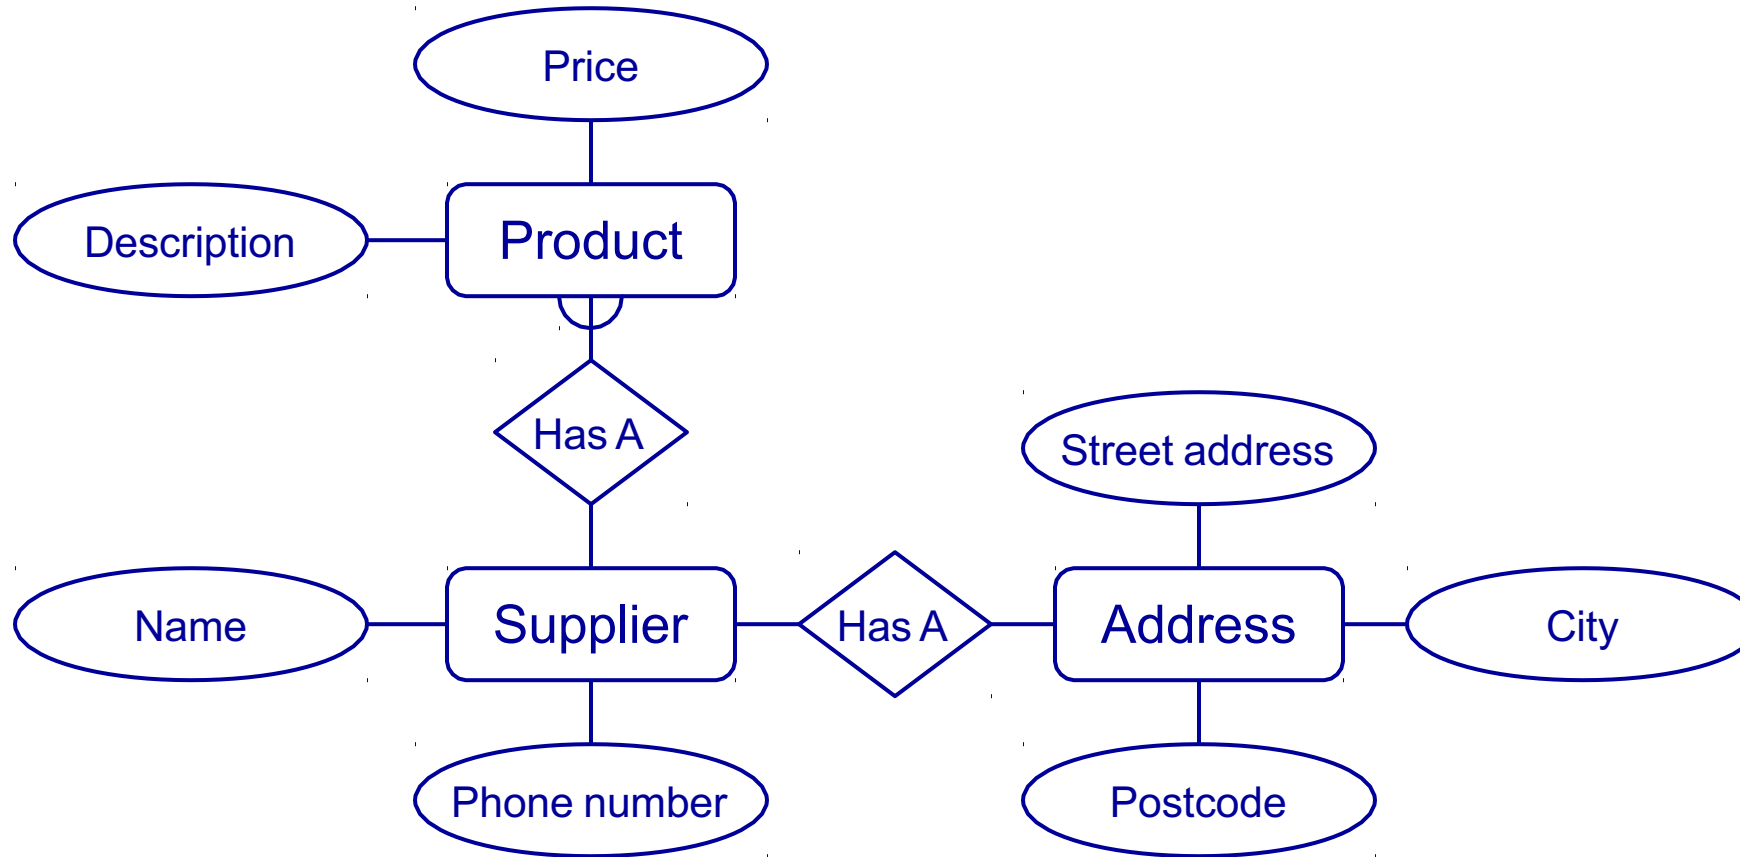 Price
Description
Product
Has A
Street address
Name
Supplier
Has A
Address
City
Phone number
Postcode